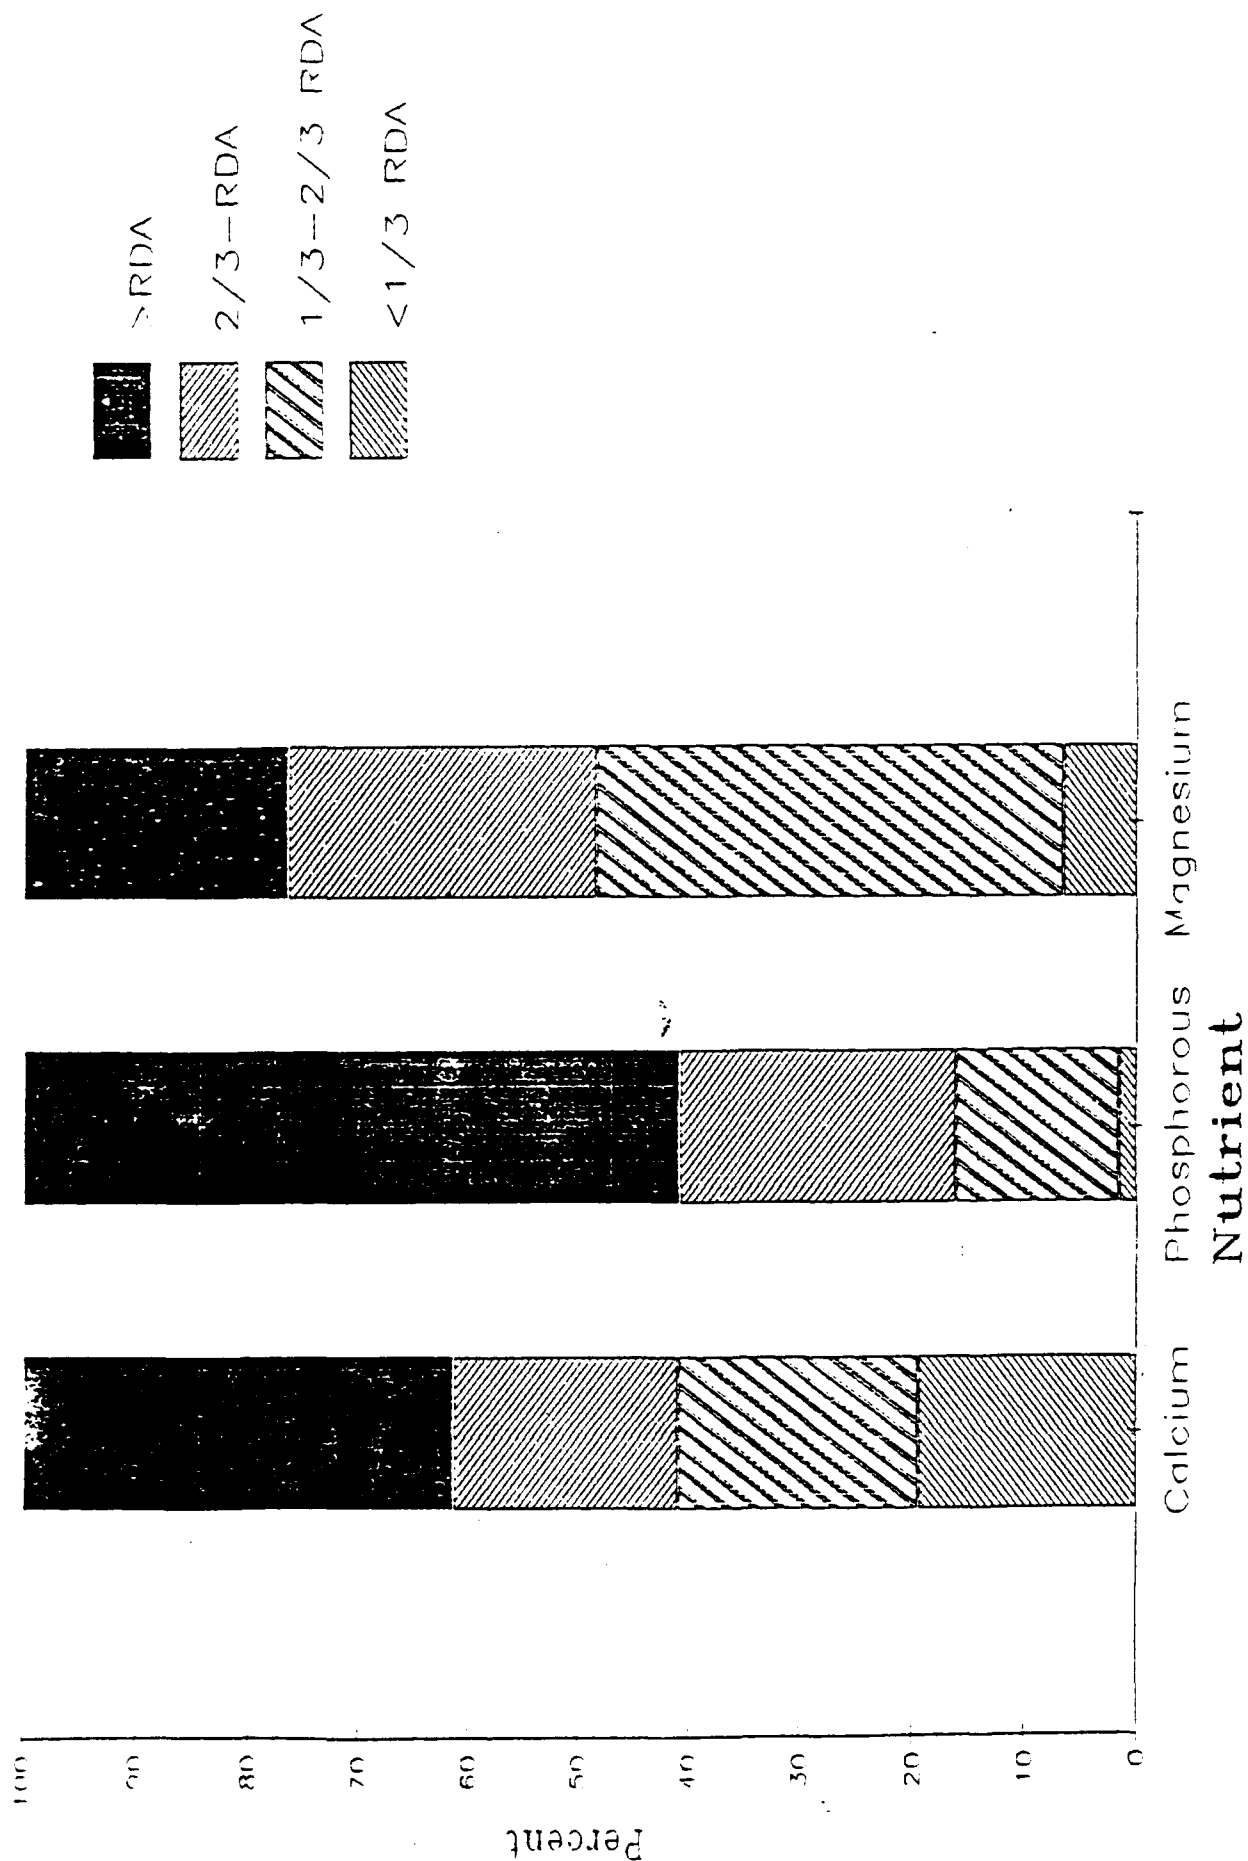 >RDA
2/3-RDA
1/3-2/3 RDA
<1/3 RDA
Percent
100
90
80
70
60
50
40
30
20
10
0
Calcium
Phosphorous
Magnesium
Nutrient